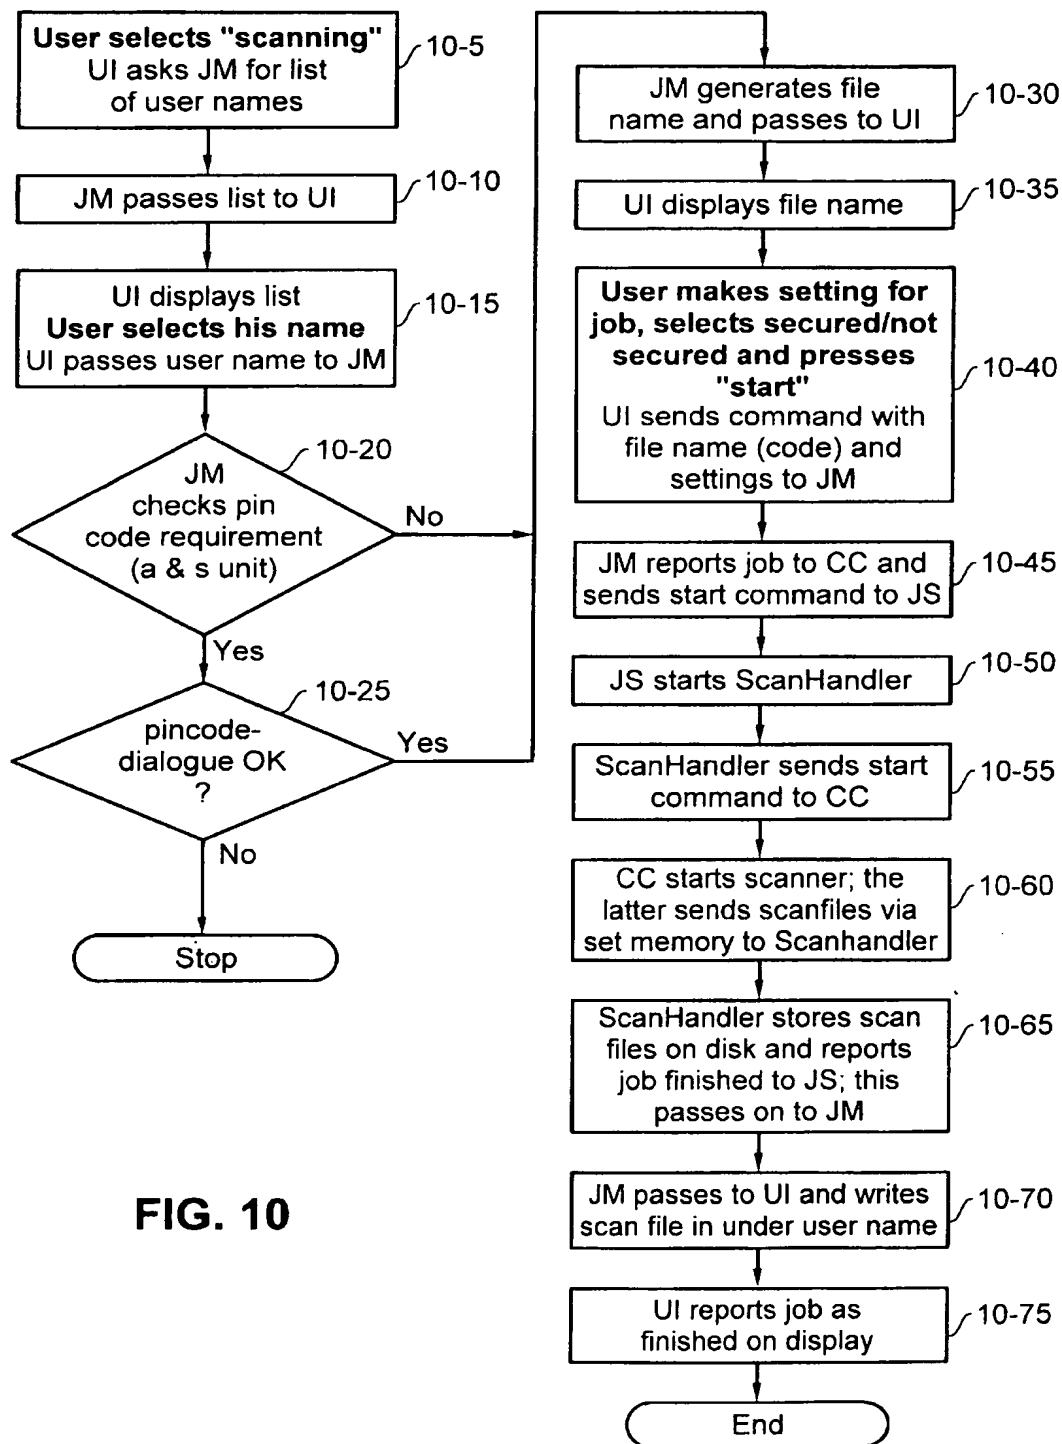 User selects "scanning"
UI asks JM for list
of user names
10-5
JM passes list to UI
10-10
UI displays list
User selects his name
UI passes user name to JM
10-15
JM
checks pin
code requirement
(a & s unit)
10-20
No
Yes
pincode-
dialogue OK
?
10-25
Yes
No
Stop
JM generates file
name and passes to UI
10-30
UI displays file name
10-35
User makes setting for
job, selects secured/not
secured and presses
"start"
UI sends command with
file name (code) and
settings to JM
10-40
JM reports job to CC and
sends start command to JS
10-45
JS starts ScanHandler
10-50
ScanHandler sends start
command to CC
10-55
CC starts scanner; the
latter sends scanfiles via
set memory to Scanhandler
10-60
ScanHandler stores scan
files on disk and reports
job finished to JS; this
passes on to JM
10-65
JM passes to UI and writes
scan file in under user name
10-70
UI reports job as
finished on display
10-75
End
FIG. 10